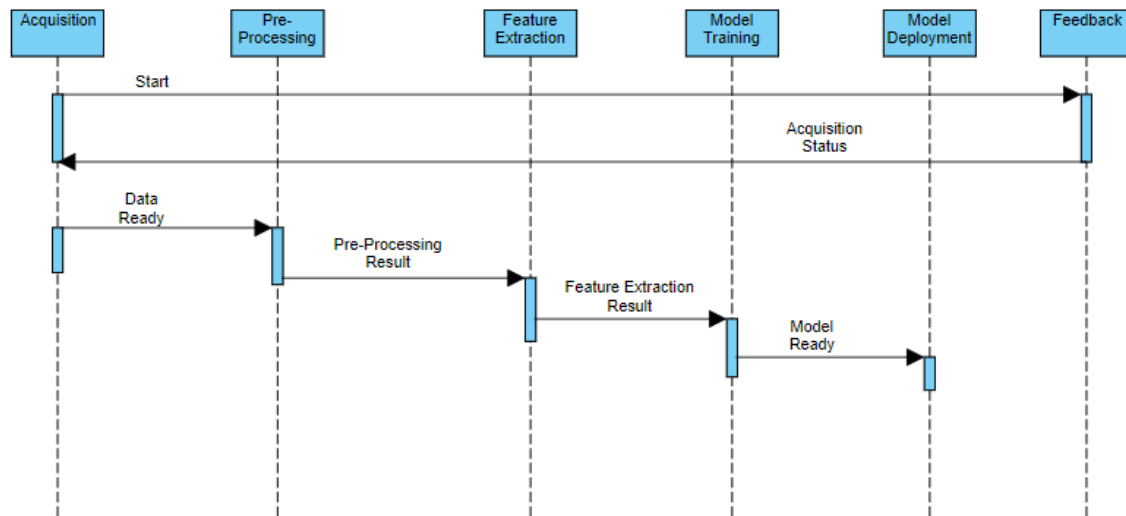 Acquisition
Pre-
Processing
Feature
Extraction
Model
Training
Model
Deployment
Feedback
Start
Acquisition
Status
Data
Ready
Pre-Processing
Result
Feature Extraction
Result
Model
Ready